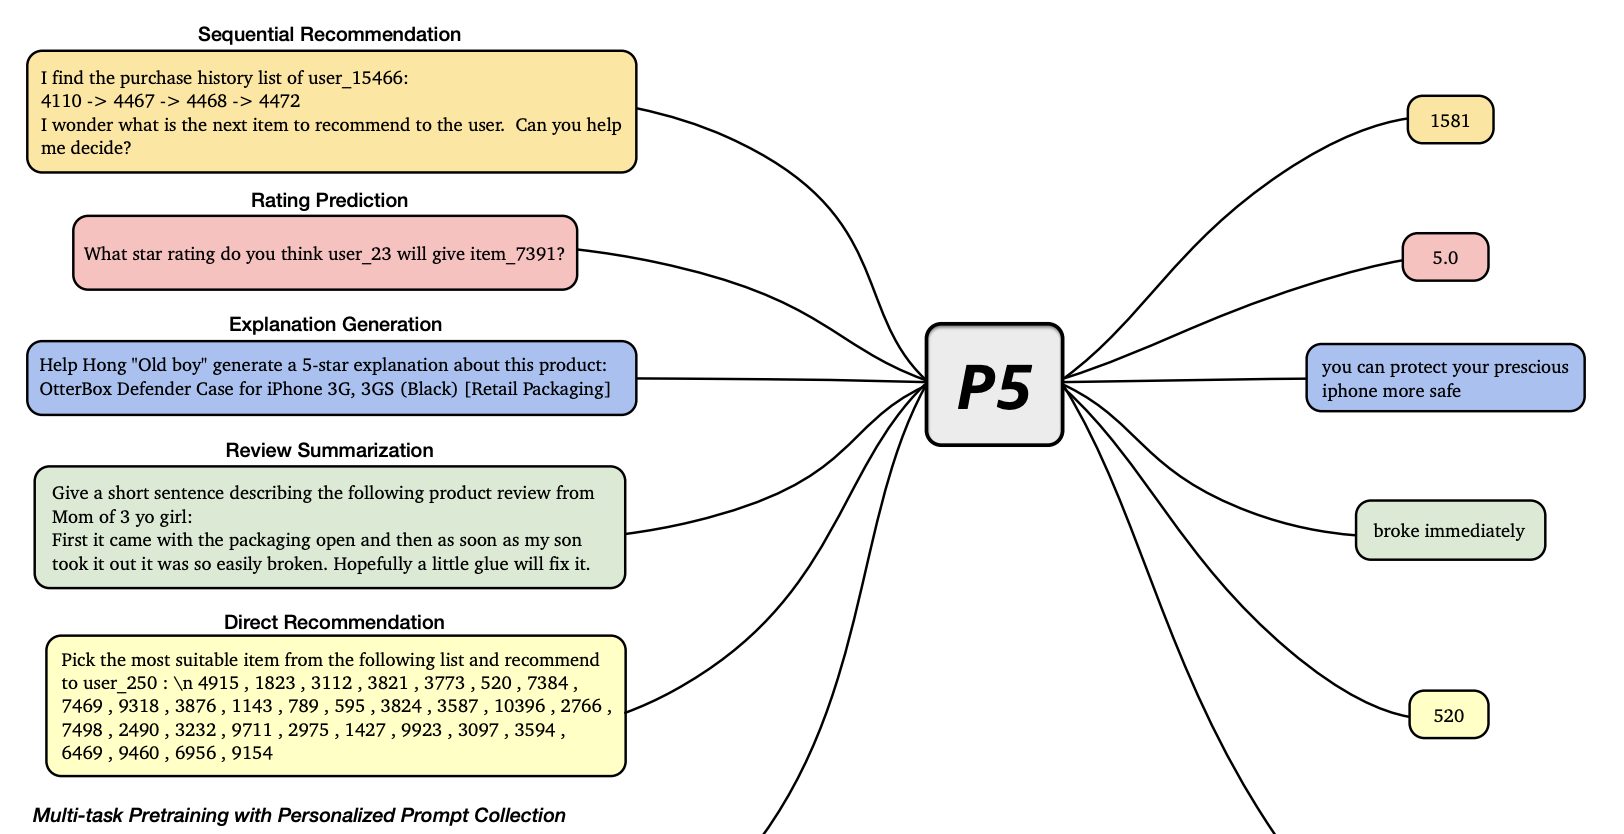 Sequential Recommendation
I find the purchase history list of user_15466:
4110 -> 4467 -> 4468 -> 4472
I wonder what is the next item to recommend to the user.  Can you help
me decide?
Rating Prediction
What star rating do you think user_23 will give item_7391?
Explanation Generation
Help Hong "Old boy" generate a 5-star explanation about this product:
OtterBox Defender Case for iPhone 3G, 3GS (Black) [Retail Packaging]
Review Summarization
Give a short sentence describing the following product review from
Mom of 3 yo girl:
First it came with the packaging open and then as soon as my son
took it out it was so easily broken. Hopefully a little glue will fix it.
Direct Recommendation
Pick the most suitable item from the following list and recommend
to user_250 : \n 4915 , 1823 , 3112 , 3821 , 3773 , 520 , 7384 ,
7469 , 9318 , 3876 , 1143 , 789 , 595 , 3824 , 3587 , 10396 , 2766 ,
7498 , 2490 , 3232 , 9711 , 2975 , 1427 , 9923 , 3097 , 3594 ,
6469 , 9460 , 6956 , 9154
Multi-task Pretraining with Personalized Prompt Collection
P5
1581
5.0
you can protect your prescious
iphone more safe
broke immediately
520